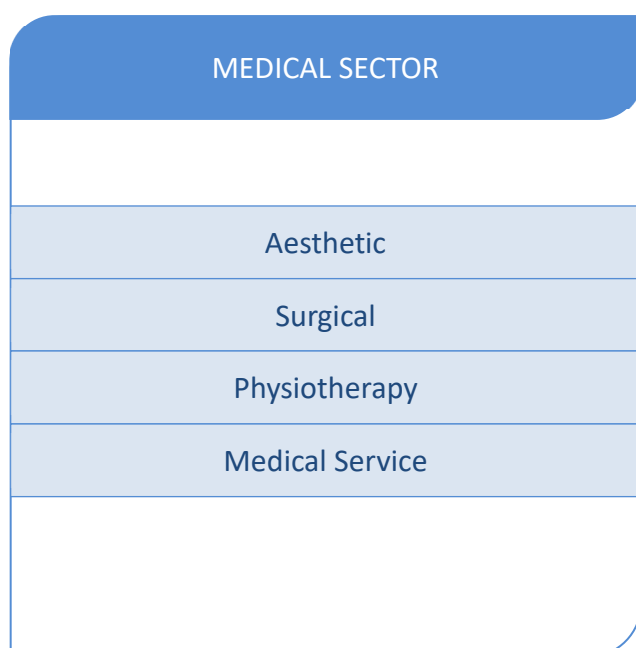 MEDICAL SECTOR
Aesthetic
Surgical
Physiotherapy
Medical Service